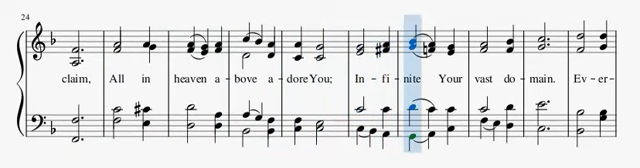 24
claim, All in heaven a - bove a - dore You; In - fi - nite Your vast do - main. Ev - er -